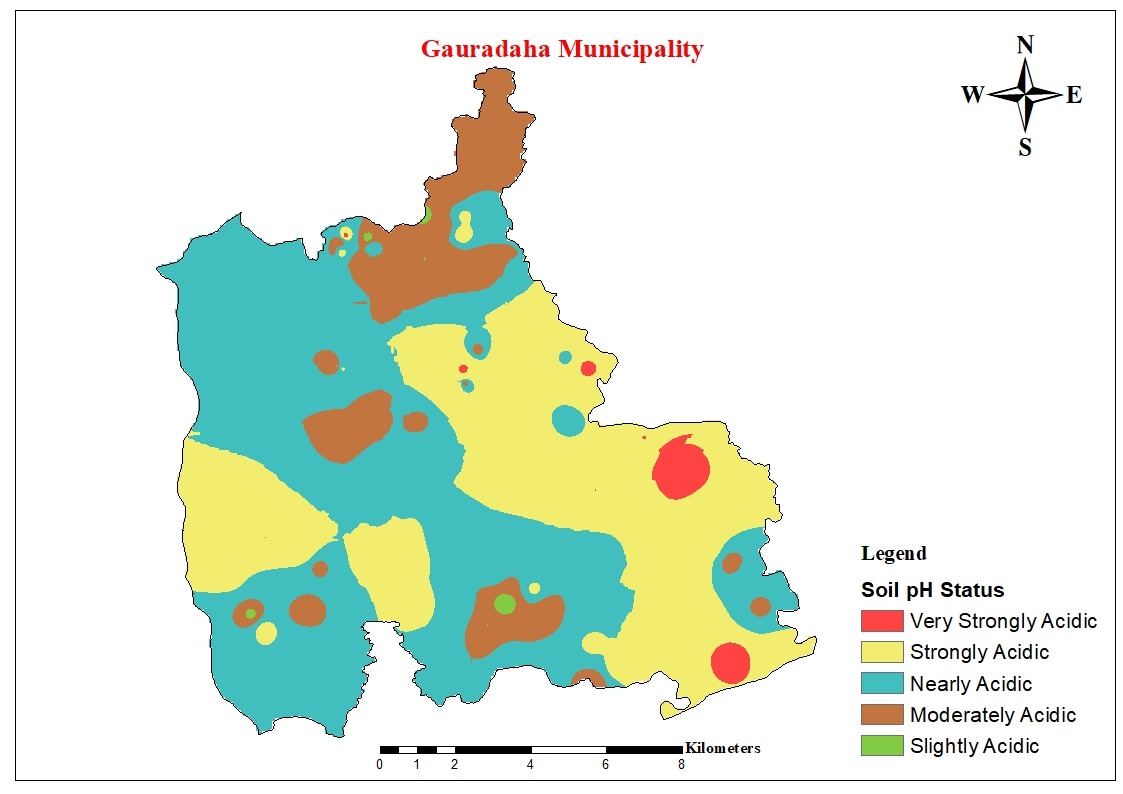 Gauradaha Municipality
N
W E
S
Legend
Soil pH Status
Very Strongly Acidic
Strongly Acidic
Nearly Acidic
Moderately Acidic
Slightly Acidic
Kilometers
0 1 2 4 6 8